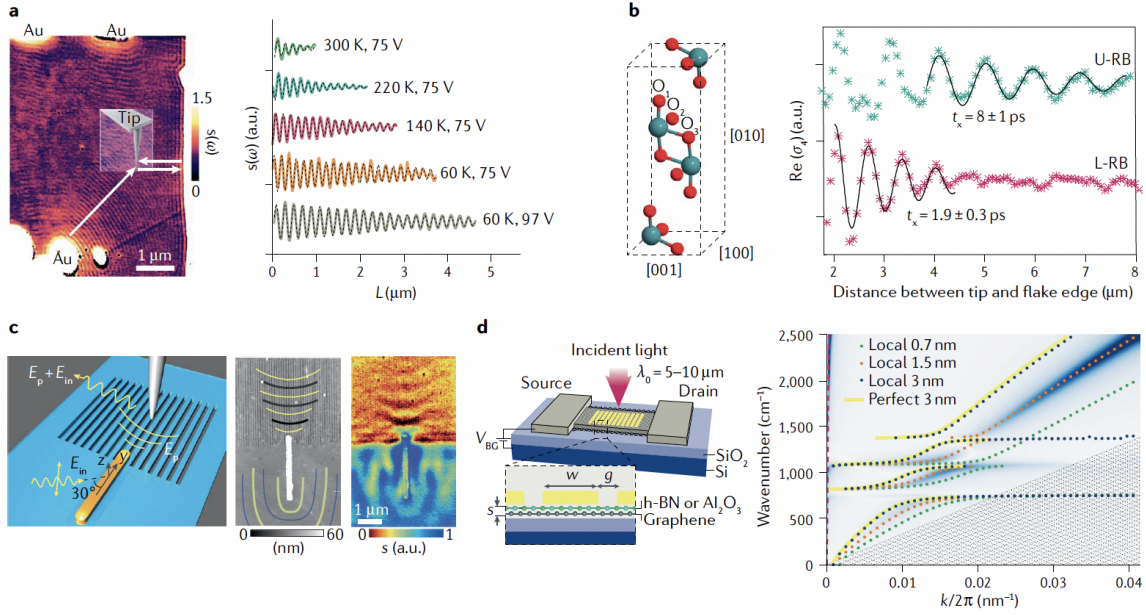 a
Au
Au
Tip
Au
1 μm
1.5
s(ω)
0
s(ω) (a.u.)
300 K, 75 V
220 K, 75 V
140 K, 75 V
60 K, 75 V
60 K, 97 V
0 1 2 3 4 5
L (μm)
b
O1
O2
O3
[010]
[100]
[001]
Re (σ4) (a.u.)
U-RB
tx = 8 ± 1 ps
L-RB
tx = 1.9 ± 0.3 ps
2 3 4 5 6 7 8
Distance between tip and flake edge (μm)
c
Ep + Ein
Ep
Ein
z
y
30°
0 60
(nm)
1 μm
0 1
s (a.u.)
d
Incident light
λ0 = 5–10 μm
Source
Drain
VBG
SiO2
Si
w
g
s
h-BN or Al2O3
Graphene
Wavenumber (cm−1)
2,500
2,000
1,500
1,000
500
0
Local 0.7 nm
Local 1.5 nm
Local 3 nm
Perfect 3 nm
0 0.01 0.02 0.03 0.04
k/2π (nm−1)